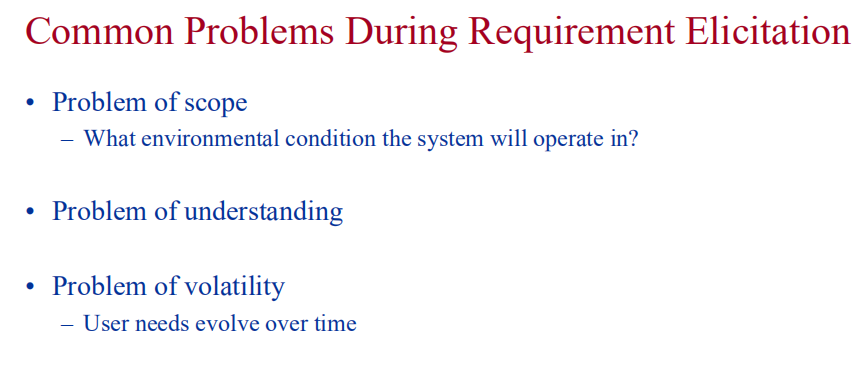 Common Problems During Requirement Elicitation
• Problem of scope
– What environmental condition the system will operate in?
• Problem of understanding
• Problem of volatility
– User needs evolve over time